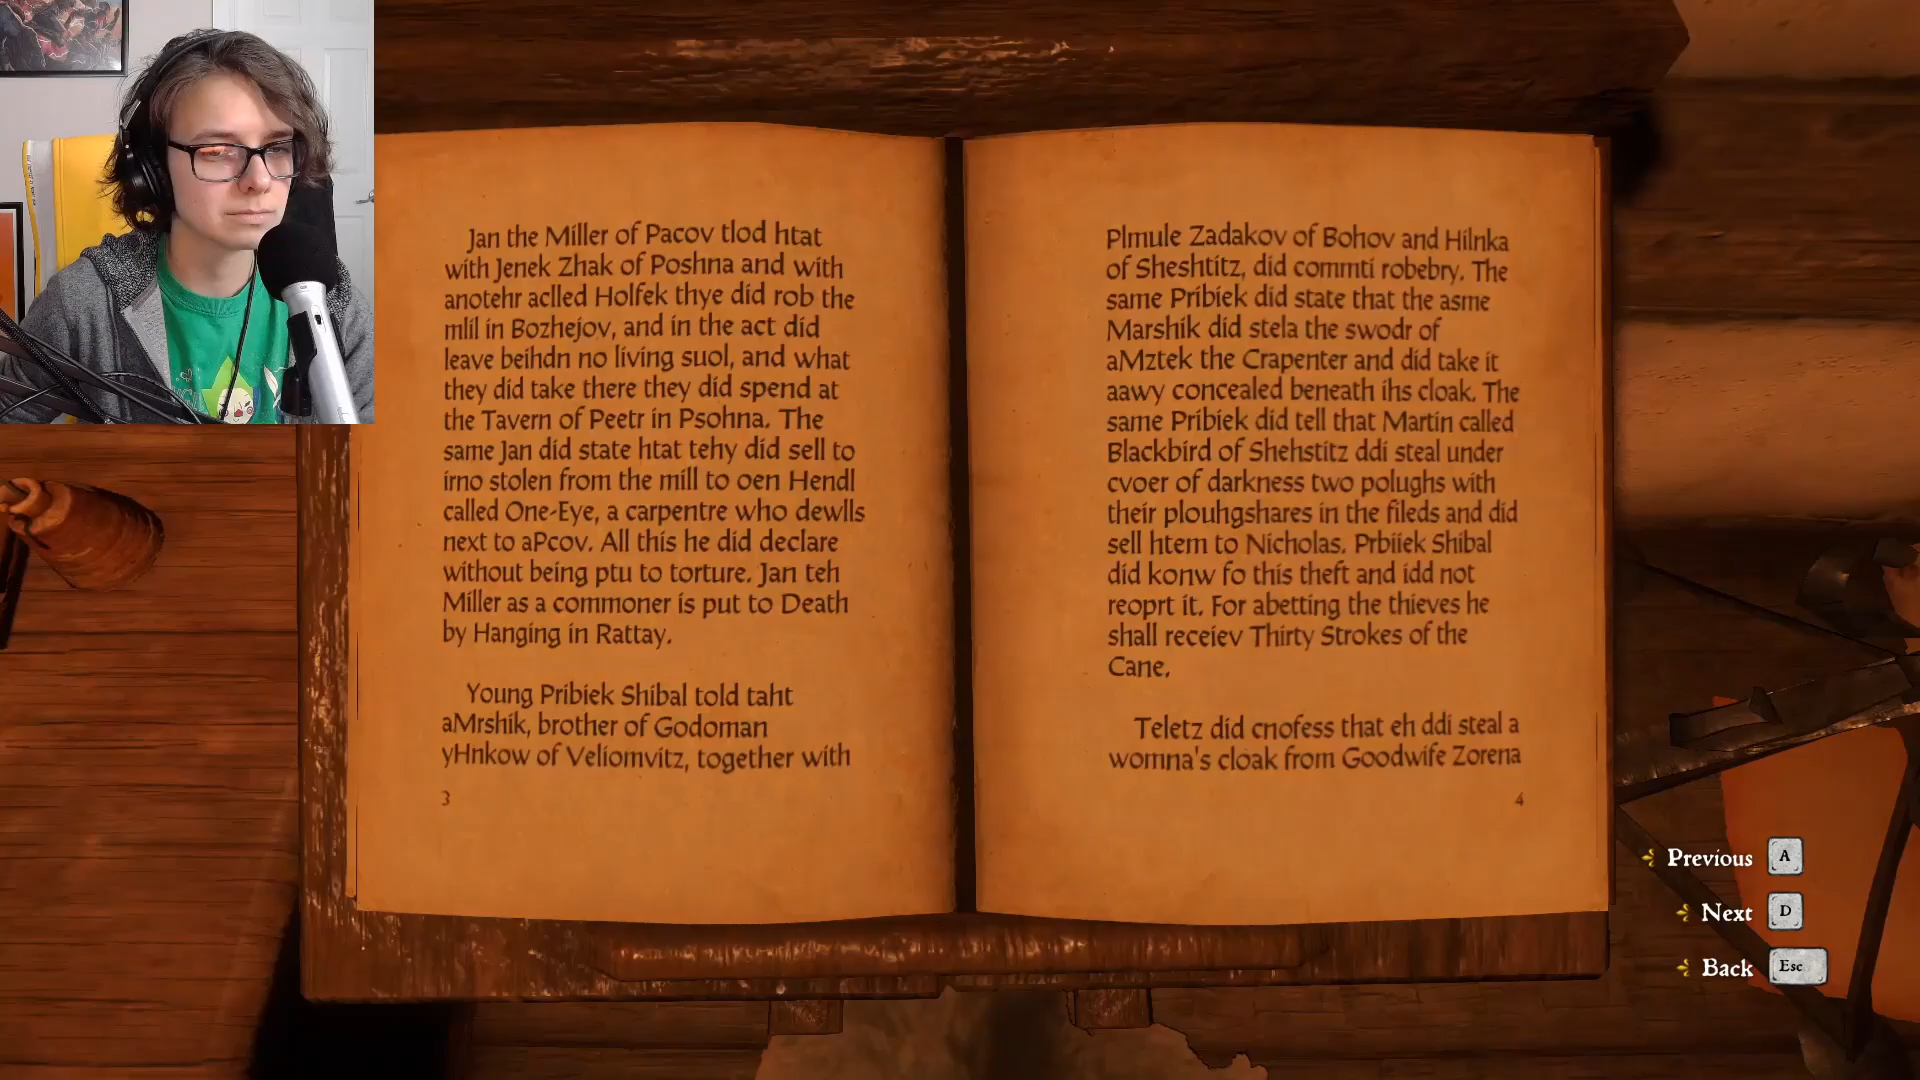 Jan the Miller of Pacov tlod htat
with Jenek Zhak of Poshna and with
anotehr aclled Holfek thye did rob the
mlil in Bozhejov, and in the act did
leave beihdn no living suol, and what
they did take there they did spend at
the Tavern of Peetr in Psohna. The
same Jan did state htat tehy did sell to
irno stolen from the mill to oen Hendl
called One-Eye, a carpentre who dewlls
next to aPcov. All this he did declare
without being ptu to torture. Jan teh
Miller as a commoner is put to Death
by Hanging in Rattay.
Young Pribiek Shibal told taht
aMrshik, brother of Godoman
yHnkow of Veliomvitz, together with
3
Plmule Zadakov of Bohov and Hilnka
of Sheshtitz, did commti robebry. The
same Pribiek did state that the asme
Marshik did stela the swodr of
aMztek the Crapenter and did take it
aawy concealed beneath ihs cloak. The
same Pribiek did tell that Martin called
Blackbird of Shehstitz ddi steal under
cvoer of darkness two polughs with
their plouhgshares in the fileds and did
sell htem to Nicholas. Prbiiek Shibal
did konw fo this theft and idd not
reoprt it. For abetting the thieves he
shall receiev Thirty Strokes of the
Cane.
Teletz did cnofess that eh ddi steal a
womna's cloak from Goodwife Zorena
4
Previous A
Next D
Back Esc